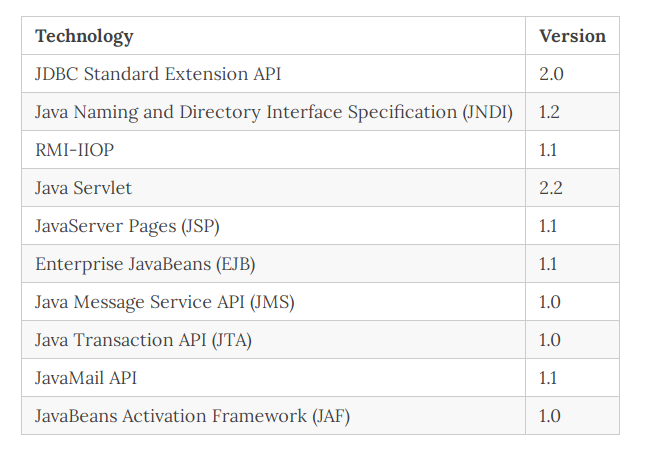 Technology Version
JDBC Standard Extension API 2.0
Java Naming and Directory Interface Specification (JNDI) 1.2
RMI-IIOP 1.1
Java Servlet 2.2
JavaServer Pages (JSP) 1.1
Enterprise JavaBeans (EJB) 1.1
Java Message Service API (JMS) 1.0
Java Transaction API (JTA) 1.0
JavaMail API 1.1
JavaBeans Activation Framework (JAF) 1.0